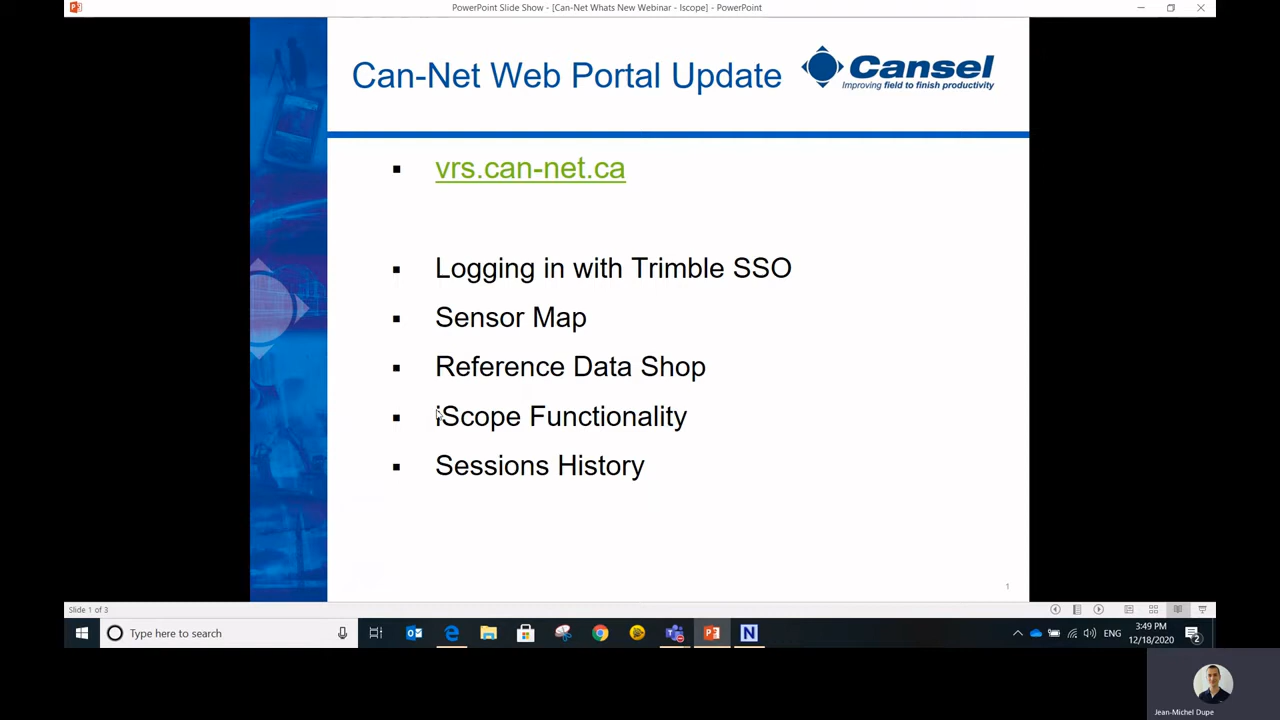 PowerPoint Slide Show - [Can-Net Whats New Webinar - Iscope] - PowerPoint
Can-Net Web Portal Update
Cansel
Improving field to finish productivity
vrs.can-net.ca
Logging in with Trimble SSO
Sensor Map
Reference Data Shop
iScope Functionality
Sessions History
1
Slide 1 of 3
Type here to search
ENG
3:49 PM
12/18/2020
2
Jean-Michel Dupe